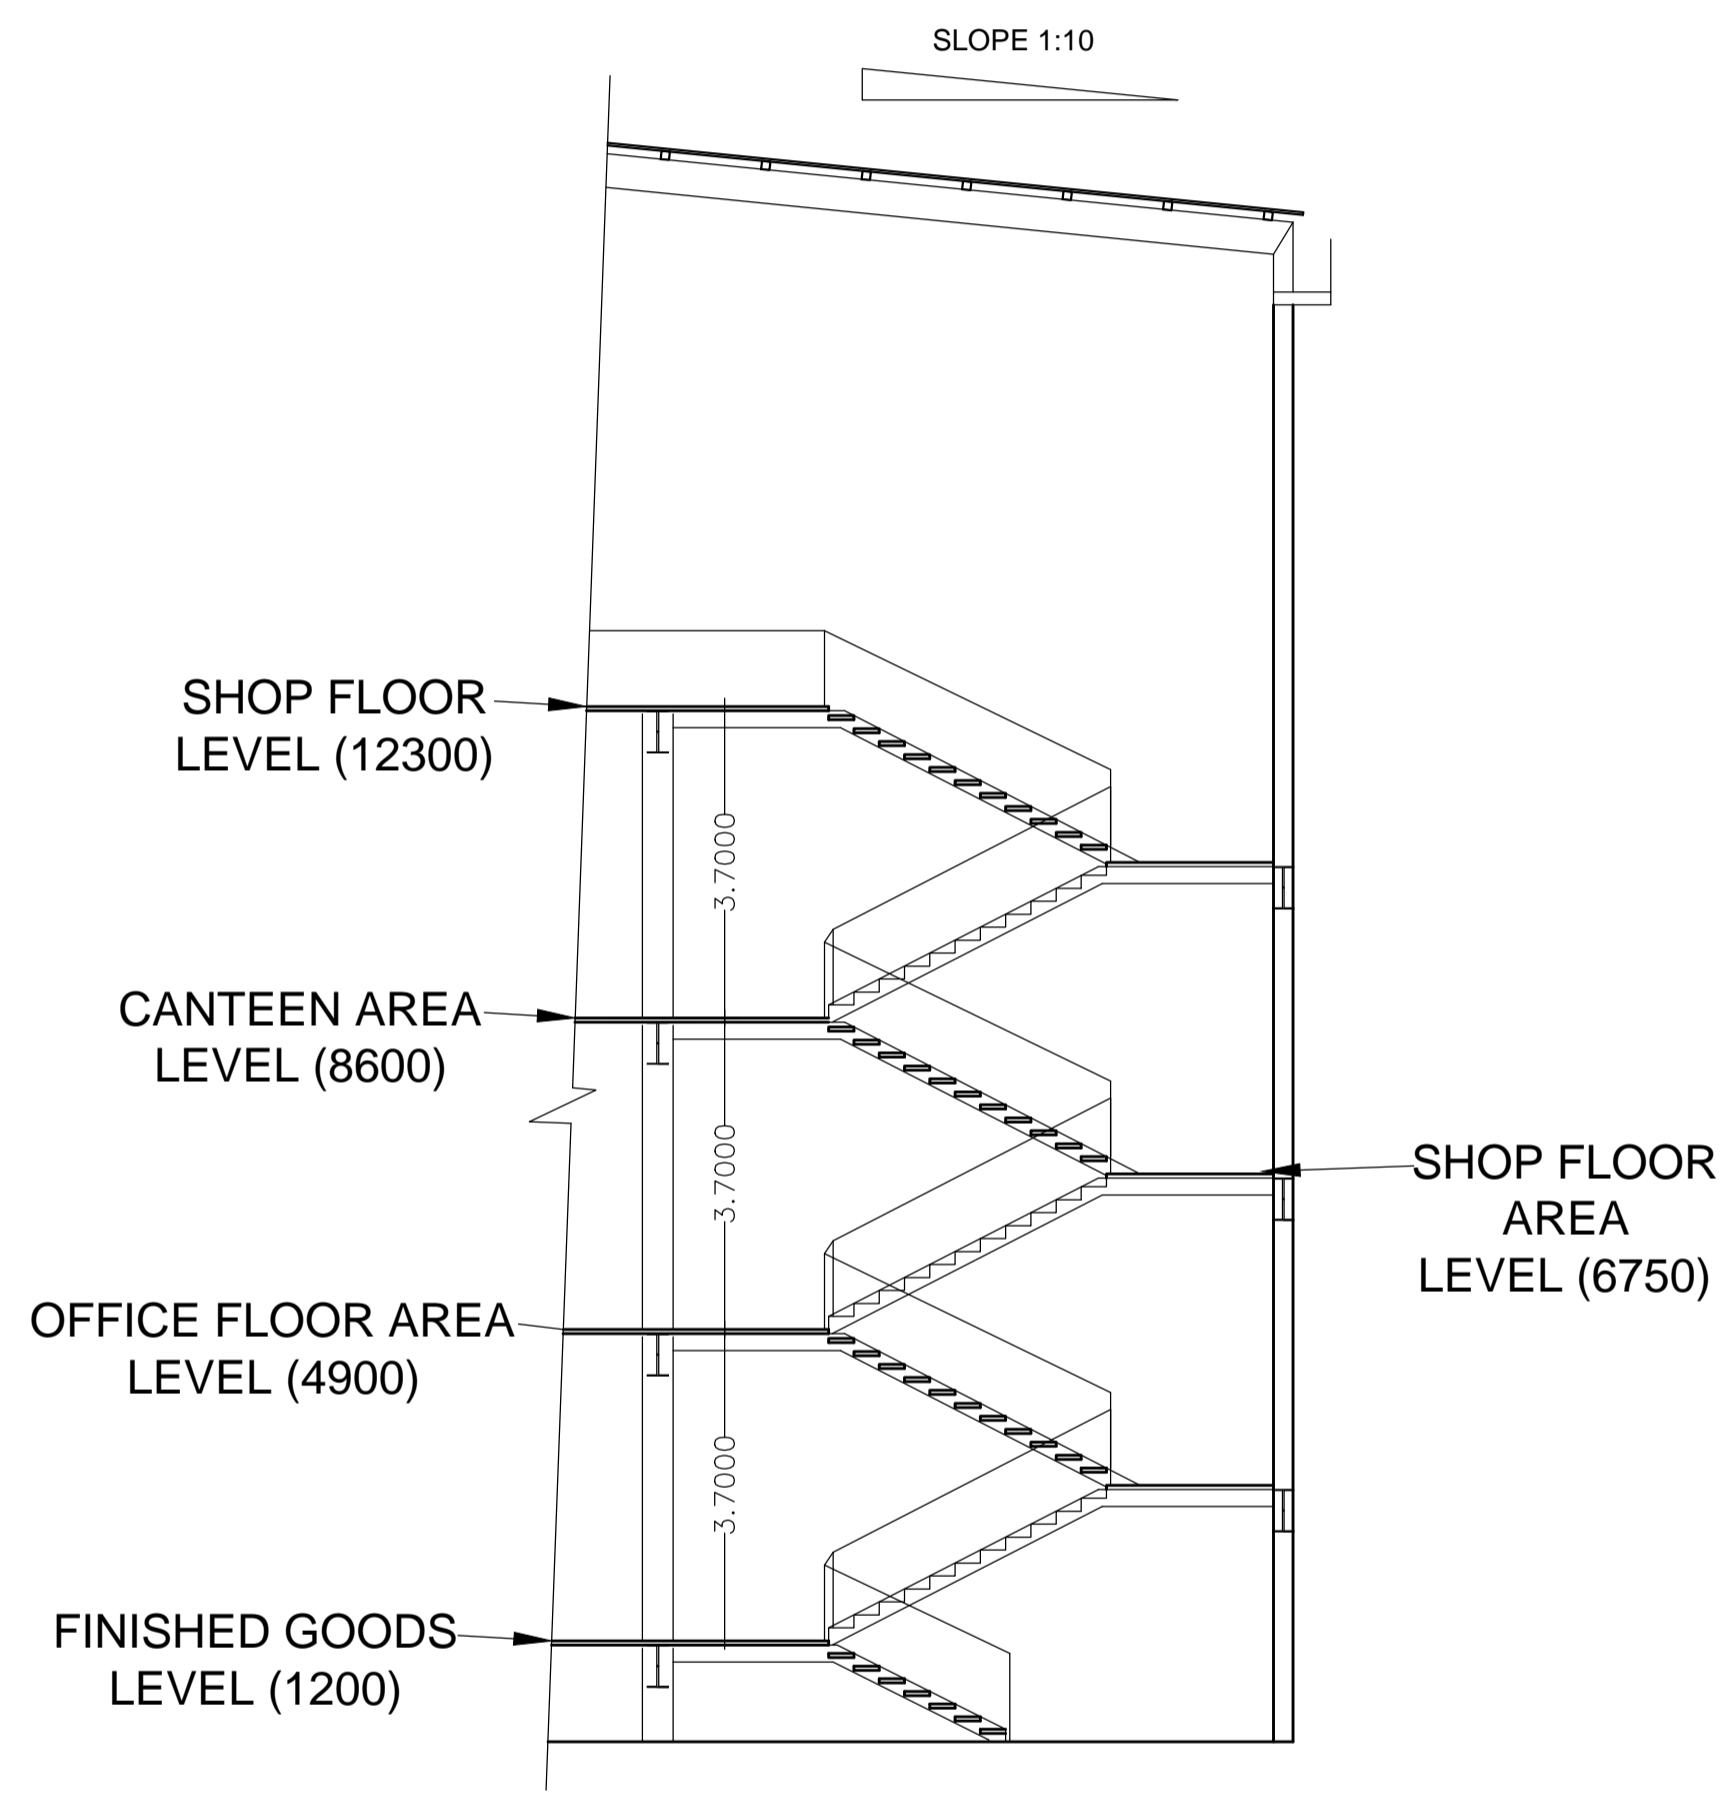 SLOPE 1:10
SHOP FLOOR
LEVEL (12300)
3.7000
CANTEEN AREA
LEVEL (8600)
3.7000
SHOP FLOOR
AREA
LEVEL (6750)
OFFICE FLOOR AREA
LEVEL (4900)
3.7000
FINISHED GOODS
LEVEL (1200)